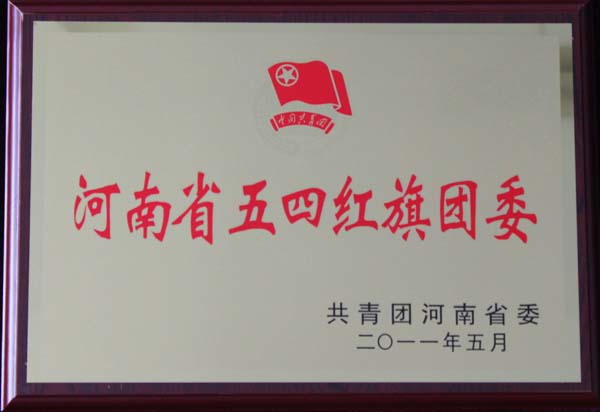 中国共青团
河南省五四红旗团委
共青团河南省委
二〇一一年五月